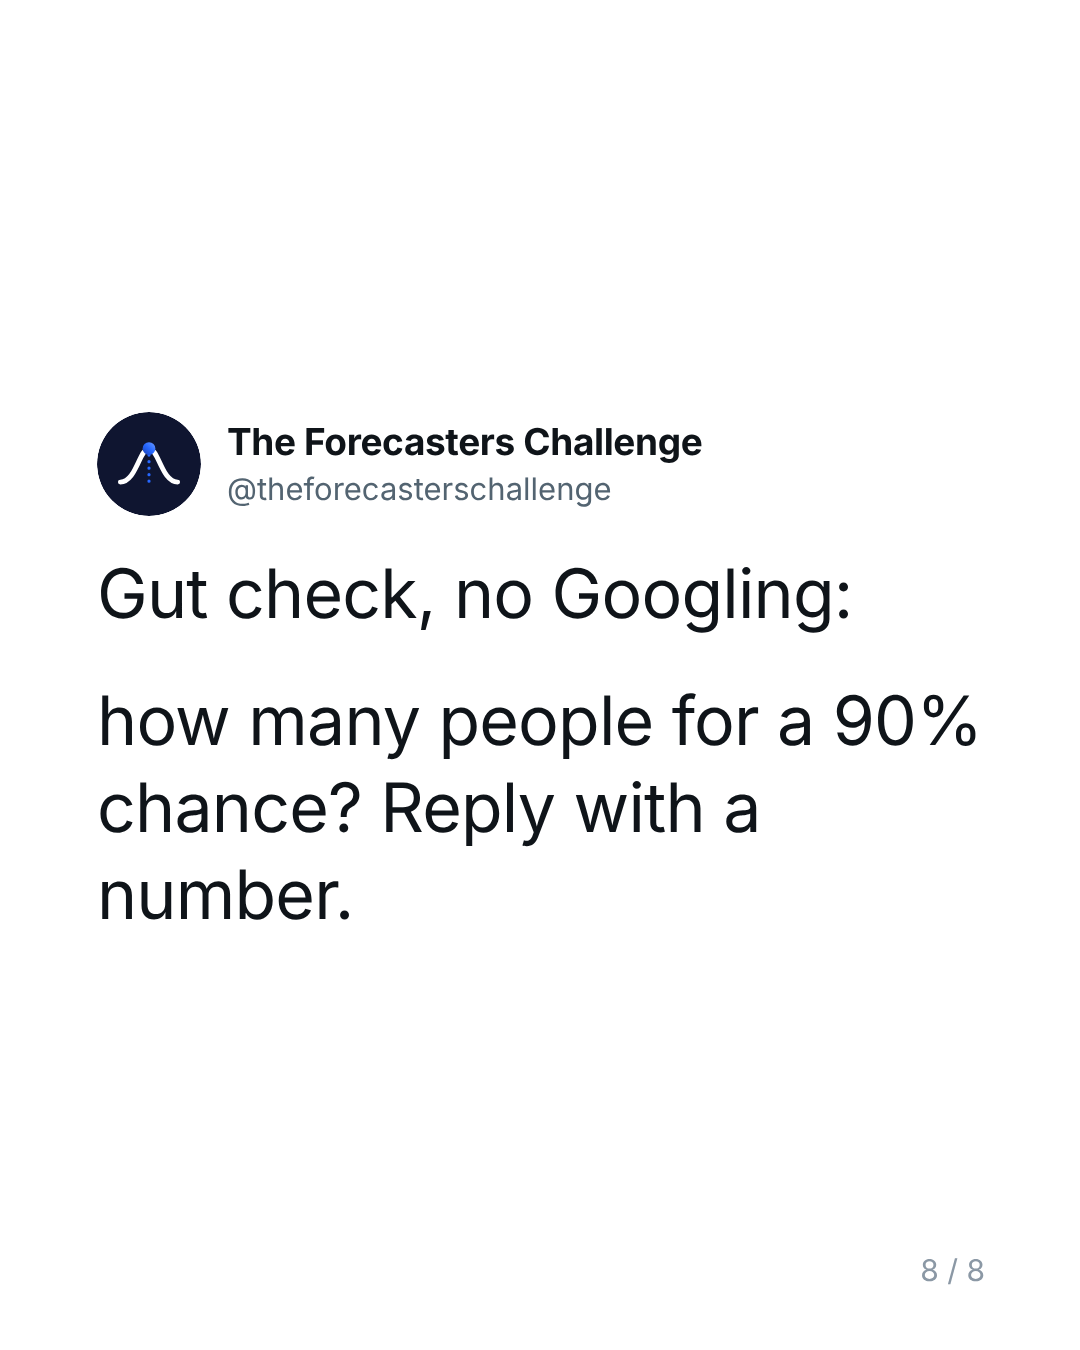 The Forecasters Challenge
@theforecasterschallenge
Gut check, no Googling:
how many people for a 90%
chance? Reply with a
number.
8 / 8